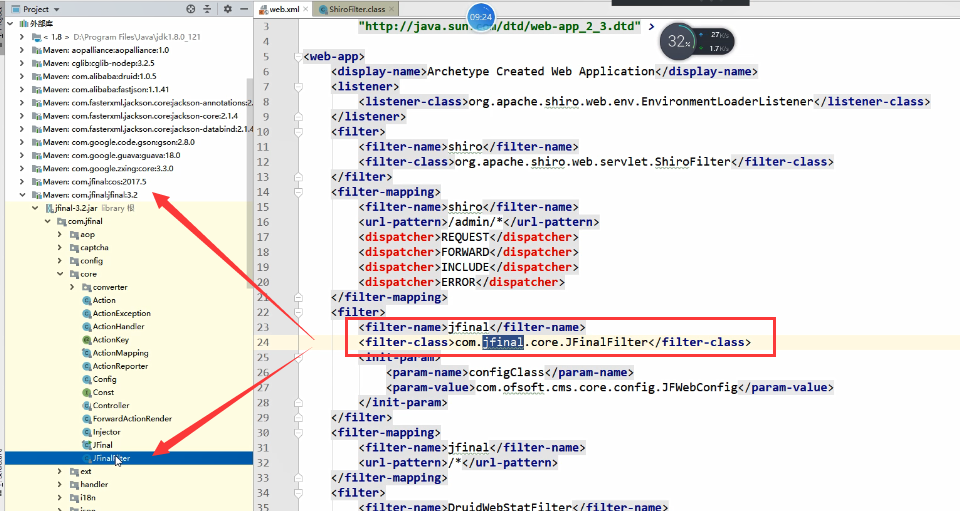 Project
外部库
< 1.8 > D:\Program Files\Java\jdk1.8.0_121
Maven: aopalliance:aopalliance:1.0
Maven: cglib:cglib-nodep:3.2.5
Maven: com.alibaba:druid:1.0.5
Maven: com.alibaba:fastjson:1.1.41
Maven: com.fasterxml.jackson.core:jackson-annotations:2.
Maven: com.fasterxml.jackson.core:jackson-core:2.1.4
Maven: com.fasterxml.jackson.core:jackson-databind:2.1.4
Maven: com.google.code.gson:gson:2.8.0
Maven: com.google.guava:guava:18.0
Maven: com.google.zxing:core:3.3.0
Maven: com.jfinal:cos:2017.5
Maven: com.jfinal:jfinal:3.2
jfinal-3.2.jar library 根
com.jfinal
aop
captcha
config
core
converter
Action
ActionException
ActionHandler
ActionKey
ActionMapping
ActionReporter
Config
Const
Controller
ForwardActionRender
Injector
JFinal
JFinalFilter
ext
handler
i18n
json
web.xml
ShiroFilter.class
09:24
32%
27K/s
1.7K/s
3 "http://java.sun. /dtd/web-app_2_3.dtd" >
4
5 <web-app>
6 <display-name>Archetype Created Web Application</display-name>
7 <listener>
8 <listener-class>org.apache.shiro.web.env.EnvironmentLoaderListener</listener-class>
9 </listener>
10 <filter>
11 <filter-name>shiro</filter-name>
12 <filter-class>org.apache.shiro.web.servlet.ShiroFilter</filter-class>
13 </filter>
14 <filter-mapping>
15 <filter-name>shiro</filter-name>
16 <url-pattern>/admin/*</url-pattern>
17 <dispatcher>REQUEST</dispatcher>
18 <dispatcher>FORWARD</dispatcher>
19 <dispatcher>INCLUDE</dispatcher>
20 <dispatcher>ERROR</dispatcher>
21 </filter-mapping>
22 <filter>
23 <filter-name>jfinal</filter-name>
24 <filter-class>com.jfinal.core.JFinalFilter</filter-class>
25 <init-param>
26 <param-name>configClass</param-name>
27 <param-value>com.ofsoft.cms.core.config.JFWebConfig</param-value>
28 </init-param>
29 </filter>
30 <filter-mapping>
31 <filter-name>jfinal</filter-name>
32 <url-pattern>/*</url-pattern>
33 </filter-mapping>
34 <filter>
35 <filter-name>DruidWebStatFilter</filter-name>